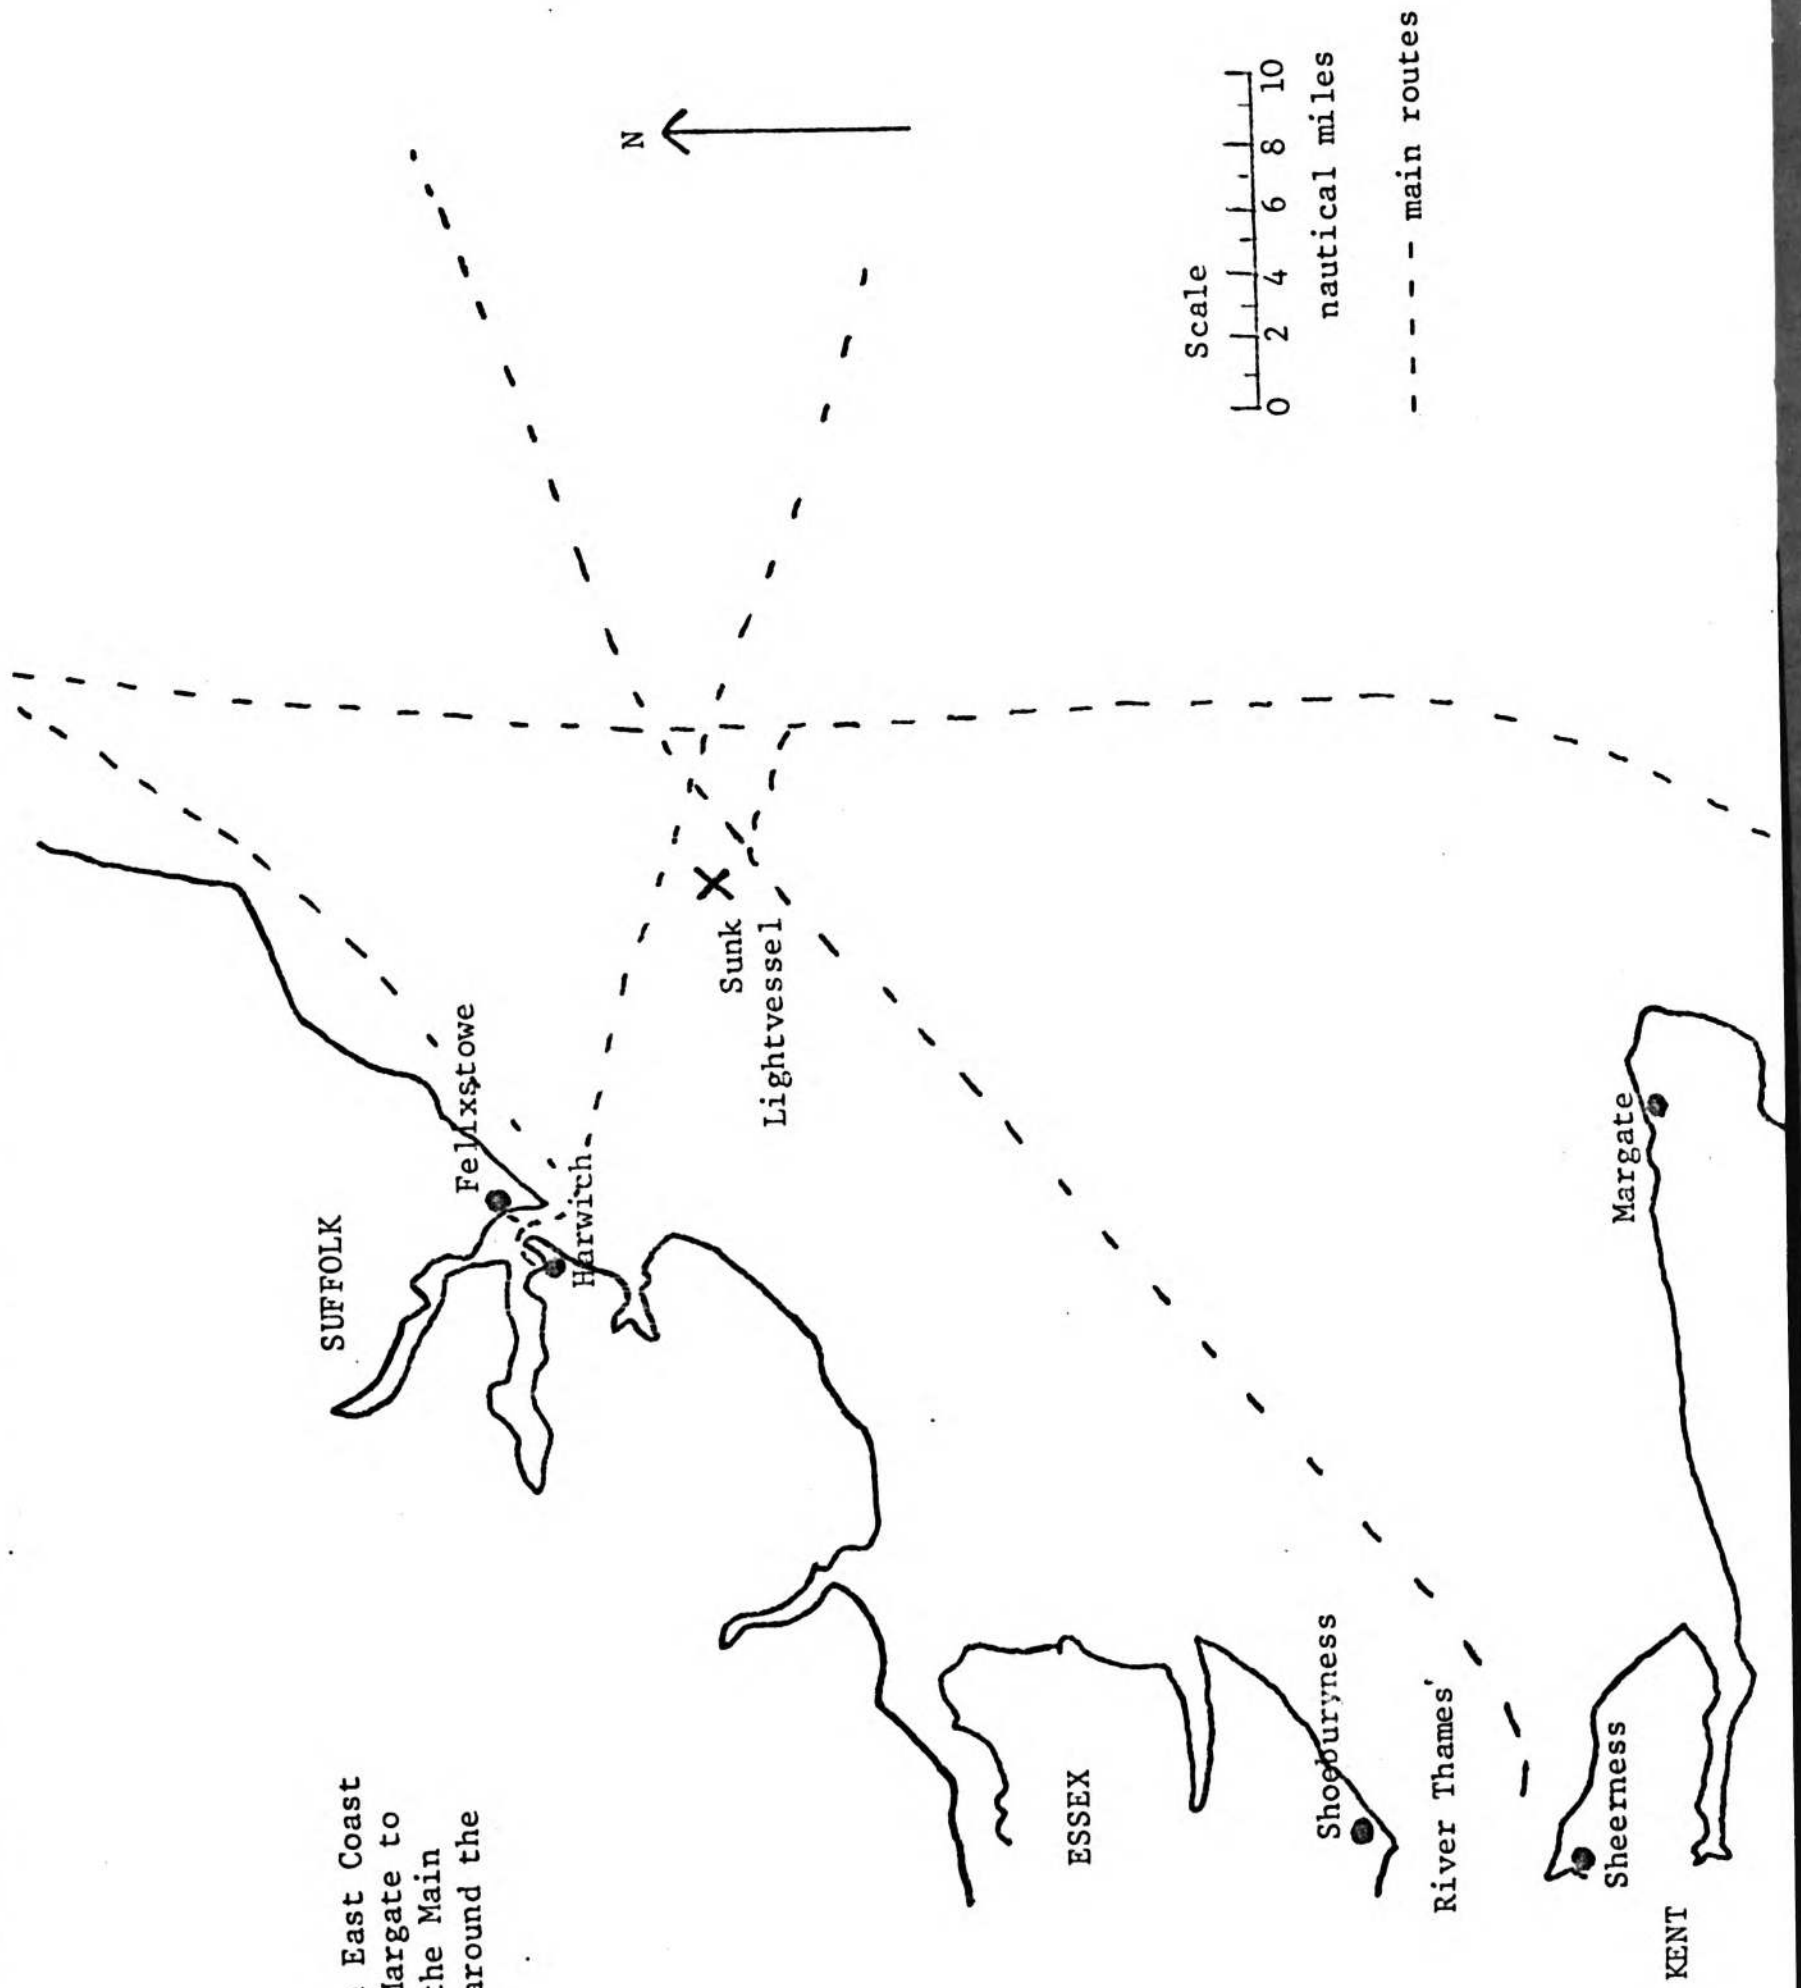 East Coast
Margate to
the Main
around the
SUFFOLK
Felixstowe
Harwich
Sunk
Lightvessel
N
Scale
0 2 4 6 8 10
nautical miles
main routes
ESSEX
Shoeburyness
River Thames'
Sheerness
KENT
Margate